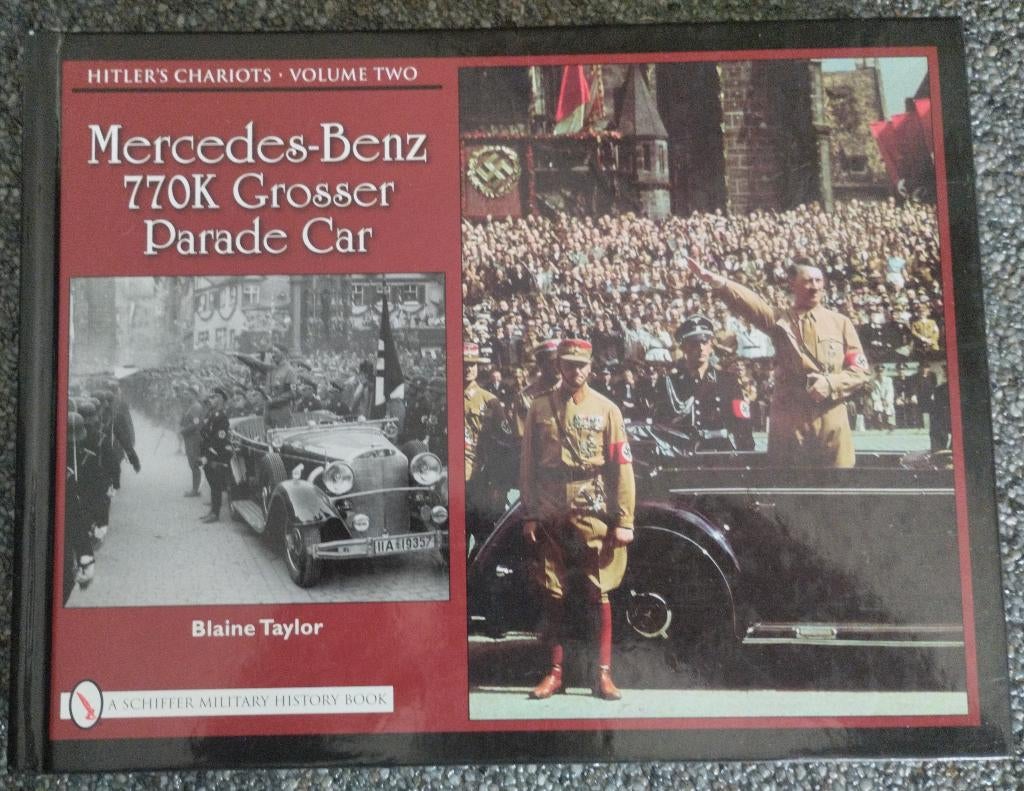 HITLER'S CHARIOTS · VOLUME TWO
Mercedes-Benz
770K Grosser
Parade Car
IIA-19357
Blaine Taylor
A SCHIFFER MILITARY HISTORY BOOK